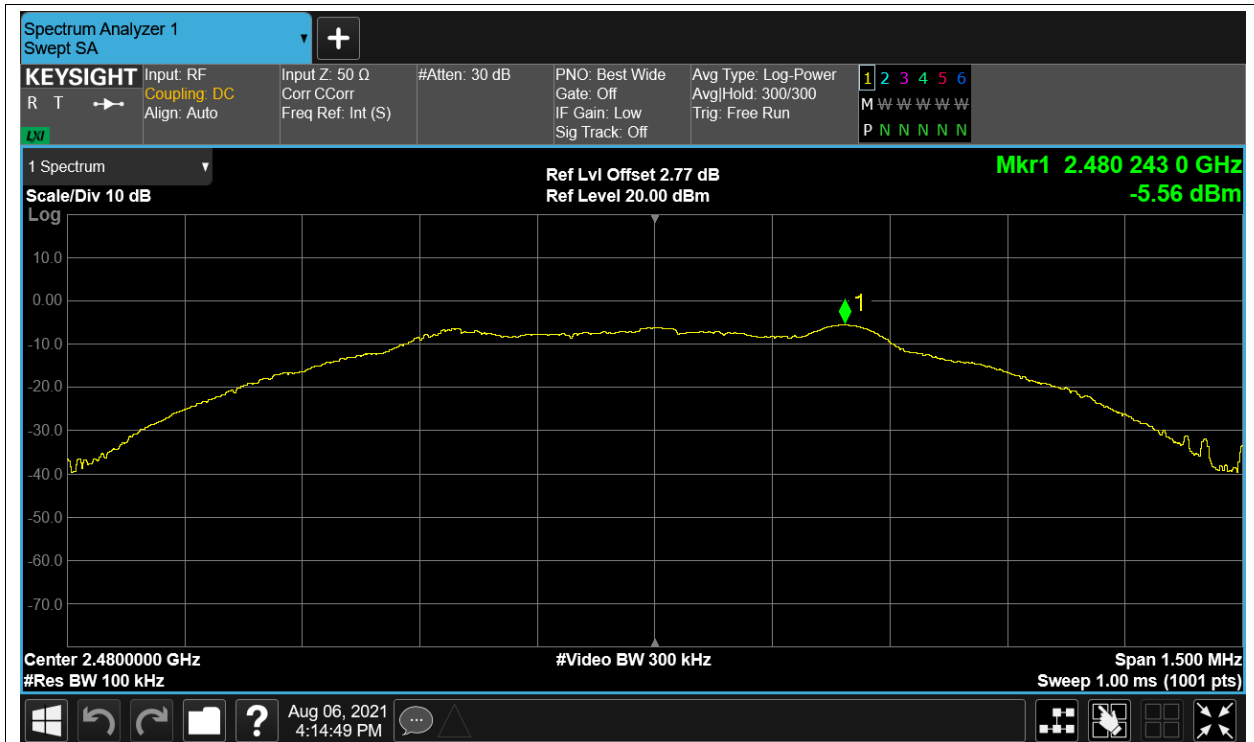 Spectrum Analyzer 1
Swept SA
+
KEYSIGHT
R T
LXI
Input: RF
Coupling: DC
Align: Auto
Input Z: 50 Ω
Corr CCorr
Freq Ref: Int (S)
#Atten: 30 dB
PNO: Best Wide
Gate: Off
IF Gain: Low
Sig Track: Off
Avg Type: Log-Power
Avg|Hold: 300/300
Trig: Free Run
1 2 3 4 5 6
M W W W W W
P N N N N N
1 Spectrum
Scale/Div 10 dB
Log
Ref Lvl Offset 2.77 dB
Ref Level 20.00 dBm
Mkr1 2.480 243 0 GHz
-5.56 dBm
10.0
0.00
1
-10.0
-20.0
-30.0
-40.0
-50.0
-60.0
-70.0
Center 2.4800000 GHz
#Video BW 300 kHz
Span 1.500 MHz
#Res BW 100 kHz
Sweep 1.00 ms (1001 pts)
?
Aug 06, 2021
4:14:49 PM